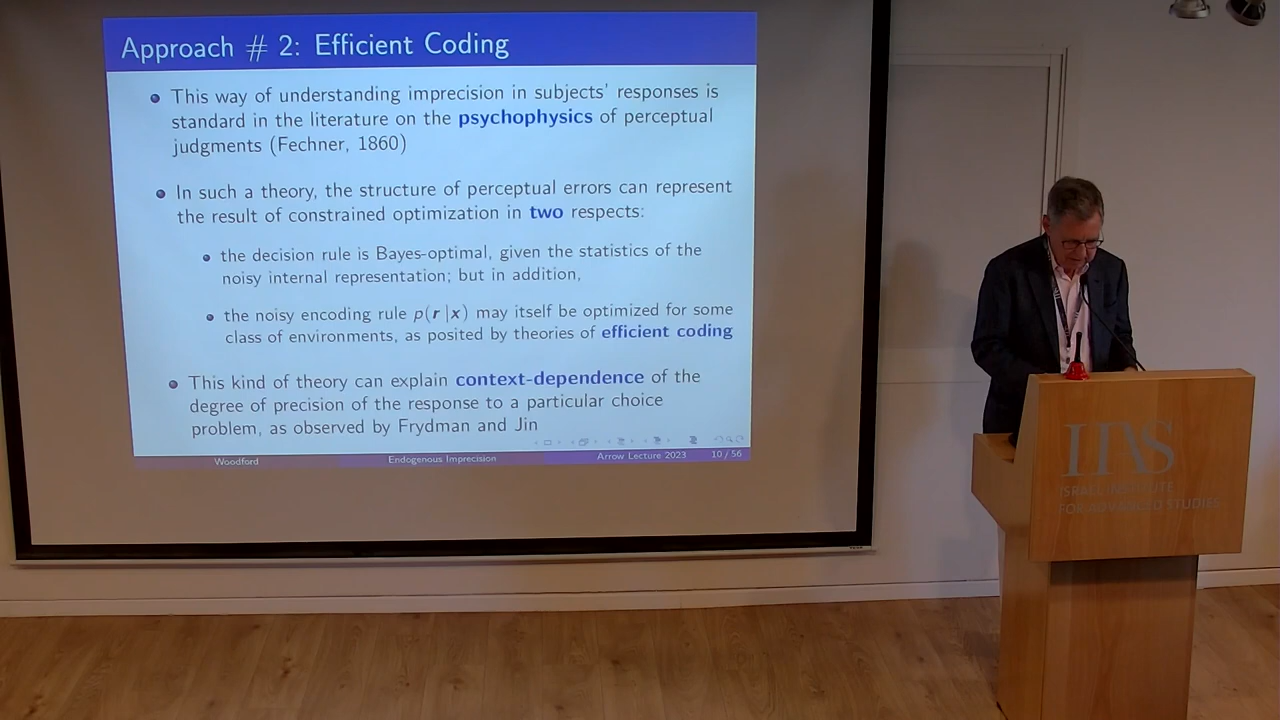 Approach # 2: Efficient Coding
This way of understanding imprecision in subjects' responses is
standard in the literature on the psychophysics of perceptual
judgments (Fechner, 1860)
In such a theory, the structure of perceptual errors can represent
the result of constrained optimization in two respects:
the decision rule is Bayes-optimal, given the statistics of the
noisy internal representation; but in addition,
the noisy encoding rule p(r|x) may itself be optimized for some
class of environments, as posited by theories of efficient coding
This kind of theory can explain context-dependence of the
degree of precision of the response to a particular choice
problem, as observed by Frydman and Jin
Woodford Endogenous Imprecision Arrow Lecture 2023 10 / 56
IIAS
ISRAEL INSTITUTE
FOR ADVANCED STUDIES